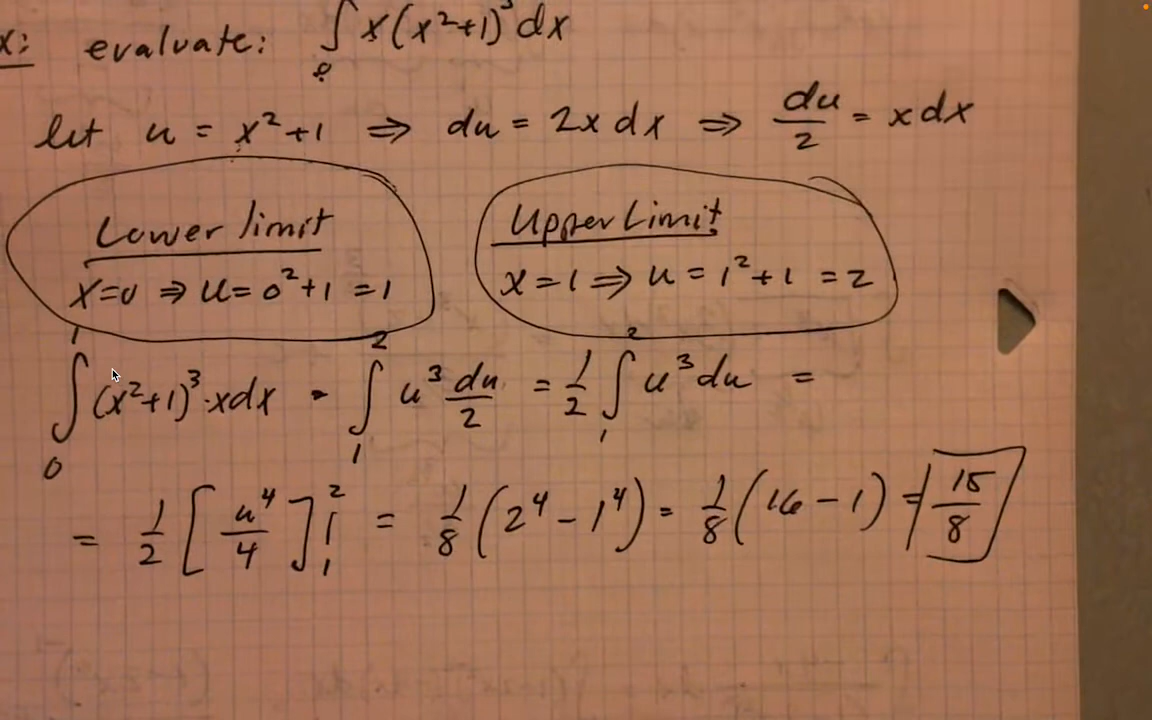 x: evaluate: ∫₀ x(x²+1)³ dx
let u = x²+1 ⇒ du = 2x dx ⇒ du/2 = x dx
Lower limit
x=0 ⇒ u = 0²+1 = 1
Upper Limit
x=1 ⇒ u = 1²+1 = 2
∫₀¹ (x²+1)³·x dx = ∫₁² u³ du/2 = 1/2 ∫₁² u³ du =
= 1/2 [u⁴/4]₁² = 1/8 (2⁴ - 1⁴) = 1/8 (16 - 1) = 15/8